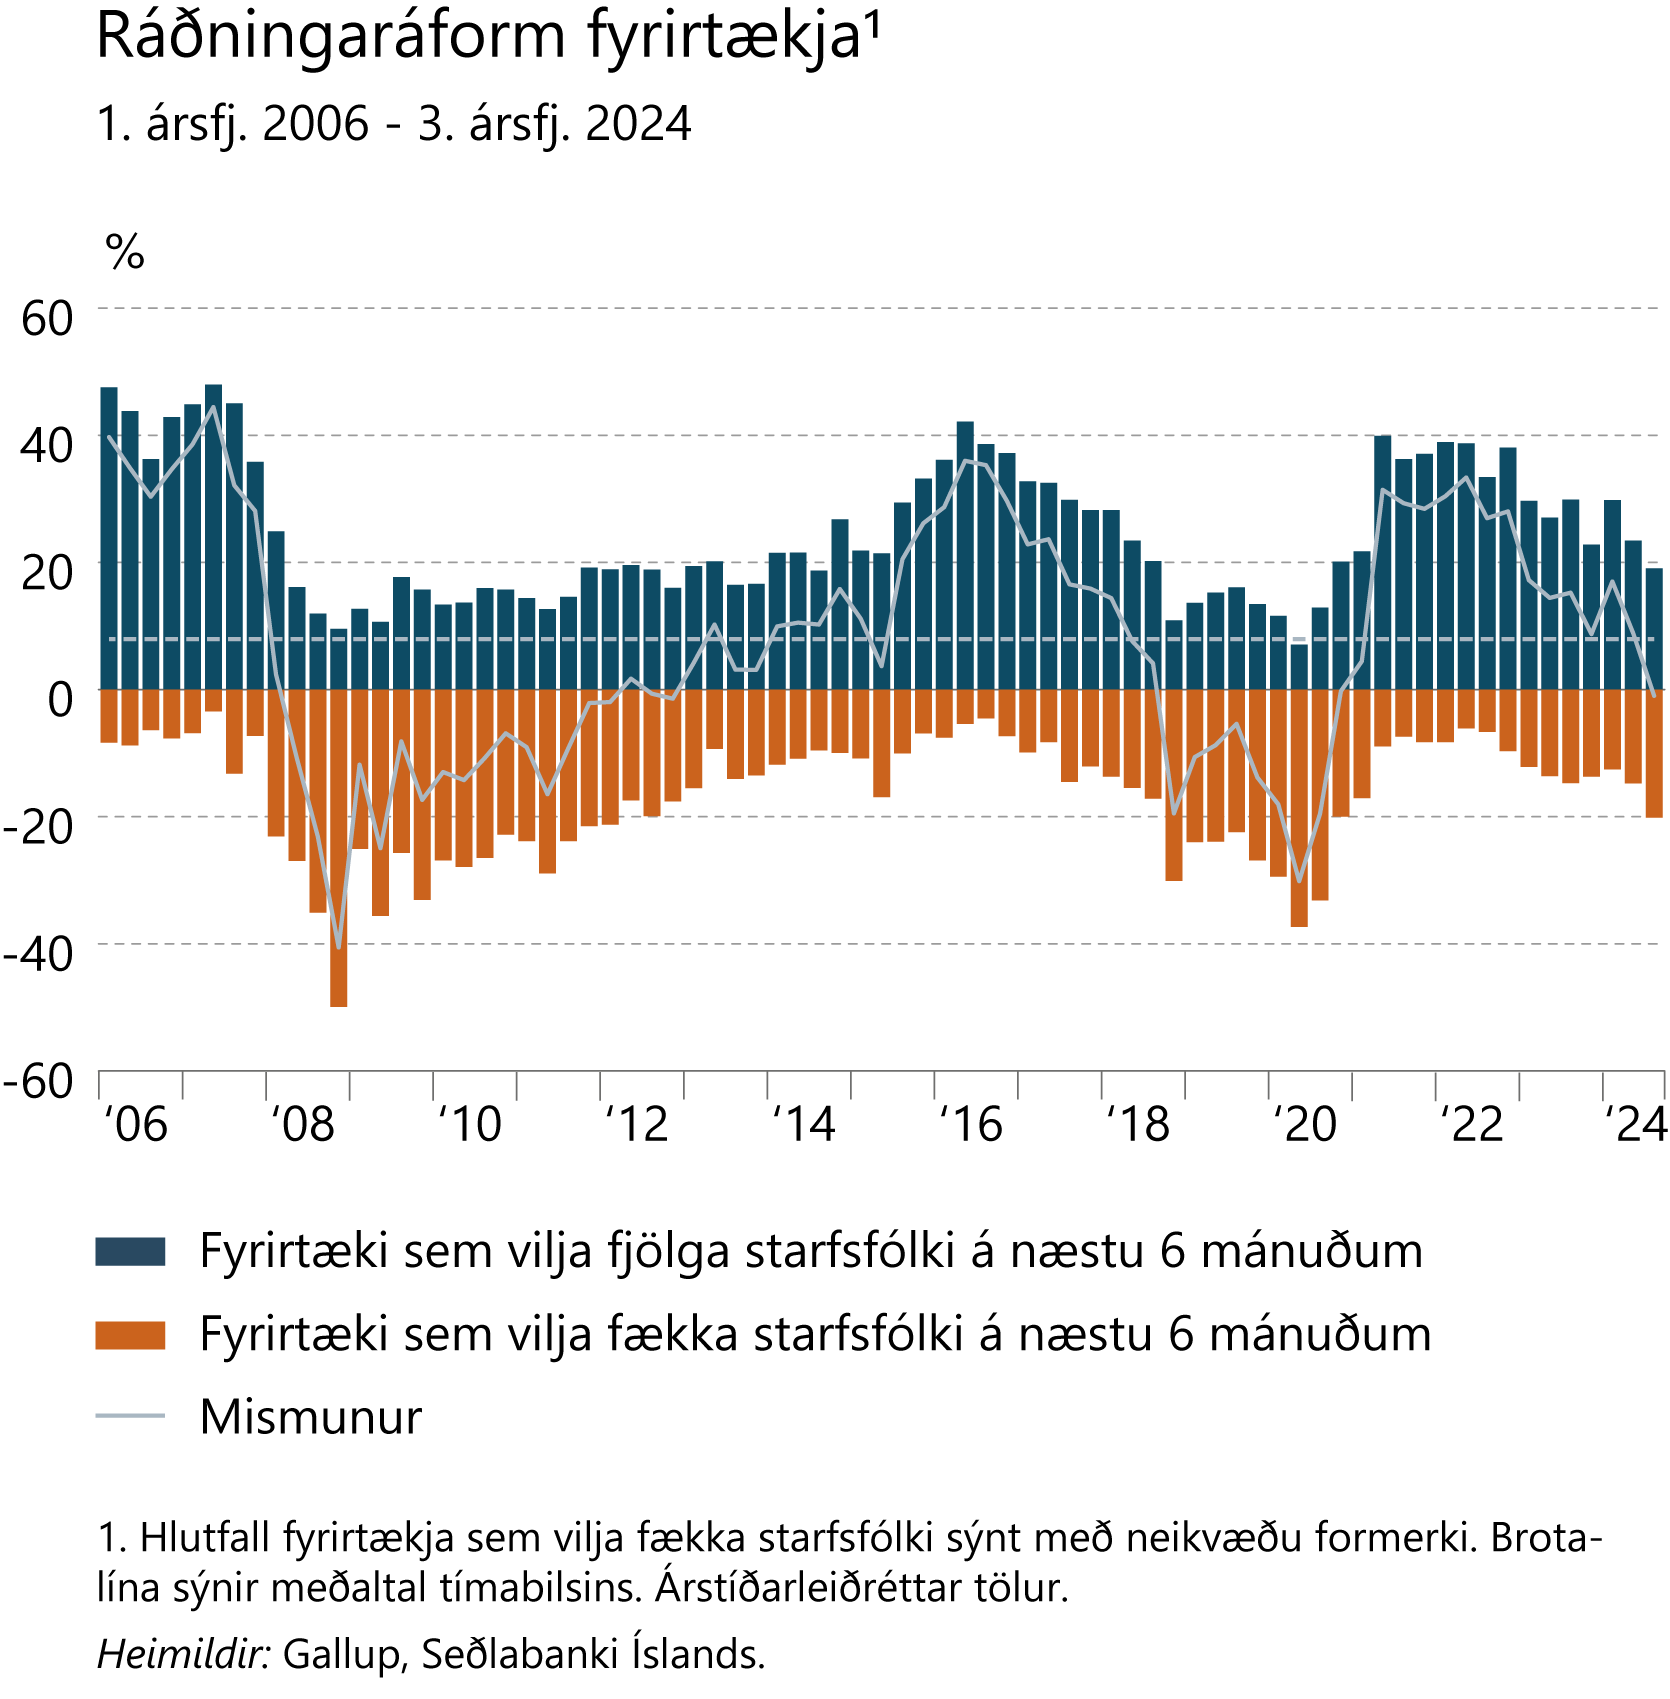 Ráðningaráform fyrirtækja¹
1. ársfj. 2006 - 3. ársfj. 2024
%
60
40
20
0
-20
-40
-60
‘06 ‘08 ‘10 ‘12 ‘14 ‘16 ‘18 ‘20 ‘22 ‘24
Fyrirtæki sem vilja fjölga starfsfólki á næstu 6 mánuðum
Fyrirtæki sem vilja fækka starfsfólki á næstu 6 mánuðum
Mismunur
1. Hlutfall fyrirtækja sem vilja fækka starfsfólki sýnt með neikvæðu formerki. Brota-
lína sýnir meðaltal tímabilsins. Árstíðarleiðréttar tölur.
Heimildir: Gallup, Seðlabanki Íslands.